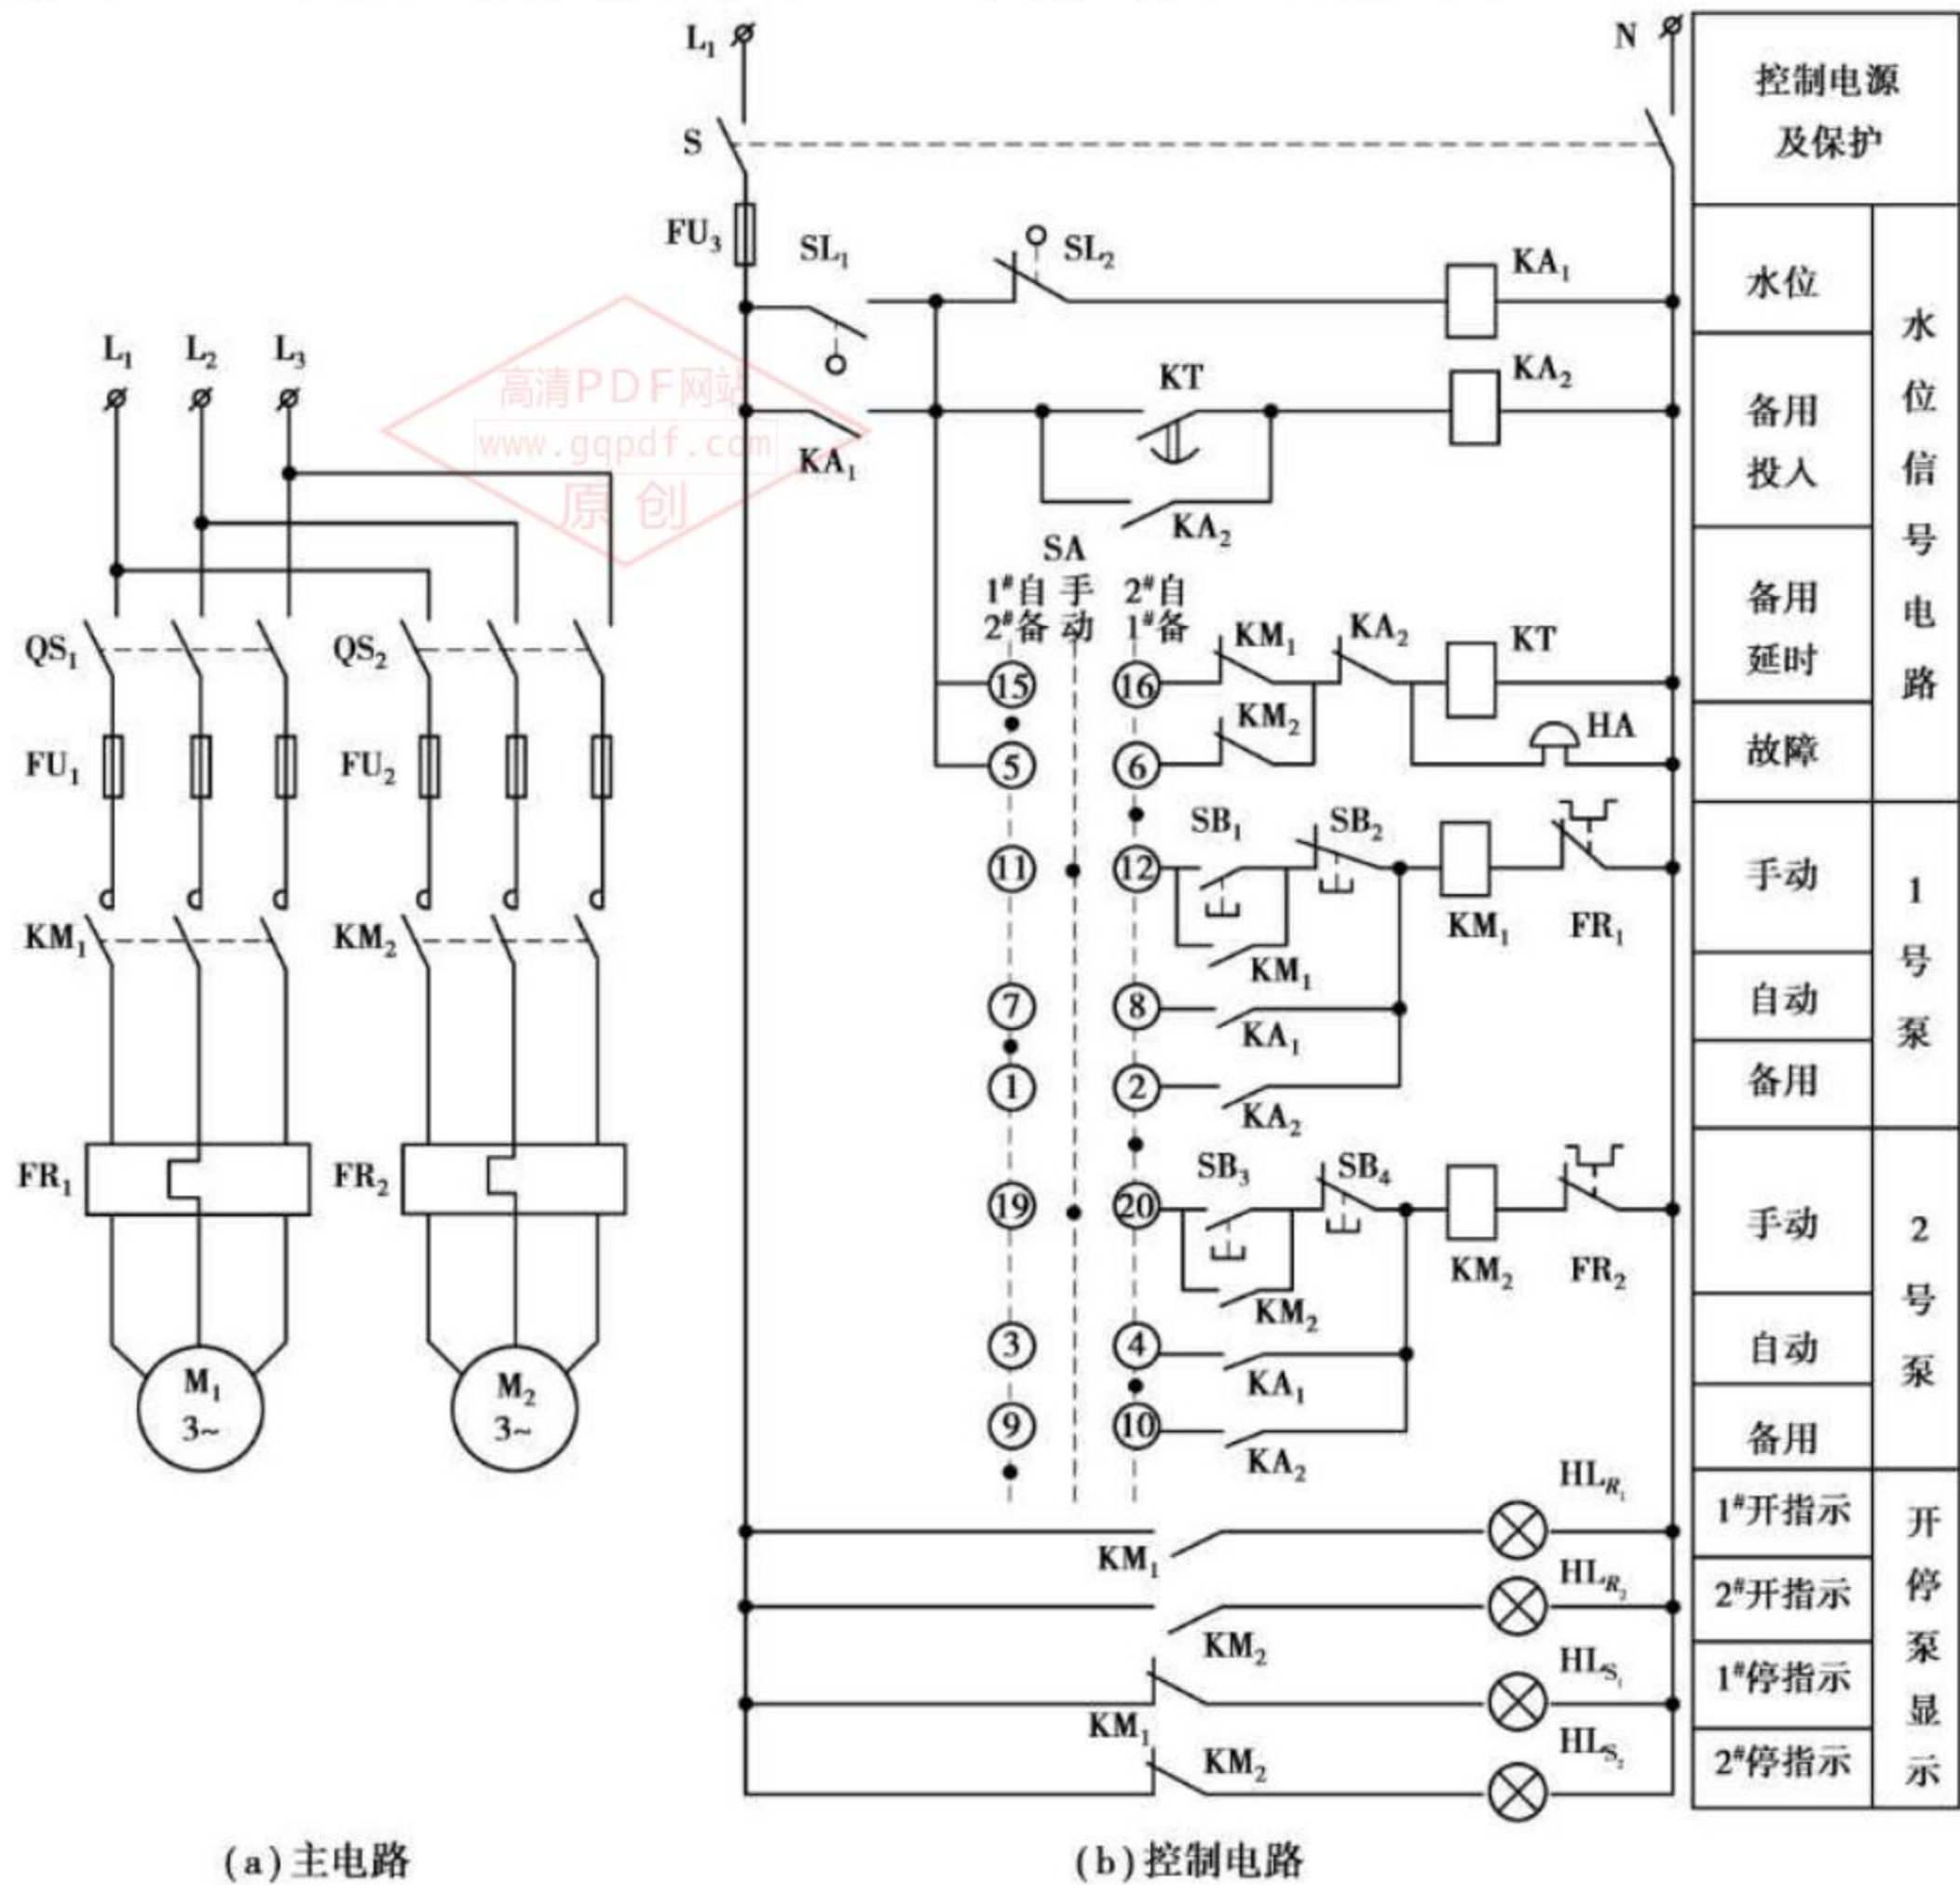 L₁
N
S
FU₃
SL₁
SL₂
KA₁
KT
KA₂
KA₁
KA₂
SA
1#自 手 2#自
2#备 动 1#备
KM₁
KA₂
KT
⑮
⑯
KM₂
HA
⑤
⑥
SB₁
SB₂
⑪
⑫
KM₁
FR₁
KM₁
⑦
⑧
KA₁
①
②
KA₂
SB₃
SB₄
⑲
⑳
KM₂
FR₂
KM₂
③
④
KA₁
⑨
⑩
KA₂
HL_R₁
KM₁
HL_R₂
KM₂
HL_S₁
KM₁
HL_S₂
KM₂
L₁
L₂
L₃
QS₁
QS₂
FU₁
FU₂
KM₁
KM₂
FR₁
FR₂
M₁
3~
M₂
3~
控制电源
及保护
水位
备用
投入
备用
延时
故障
水位信号电路
手动
自动
备用
1号泵
手动
自动
备用
2号泵
1#开指示
2#开指示
1#停指示
2#停指示
开停泵显示
高清PDF网站
www.gqpdf.com
原创
(a)主电路
(b)控制电路